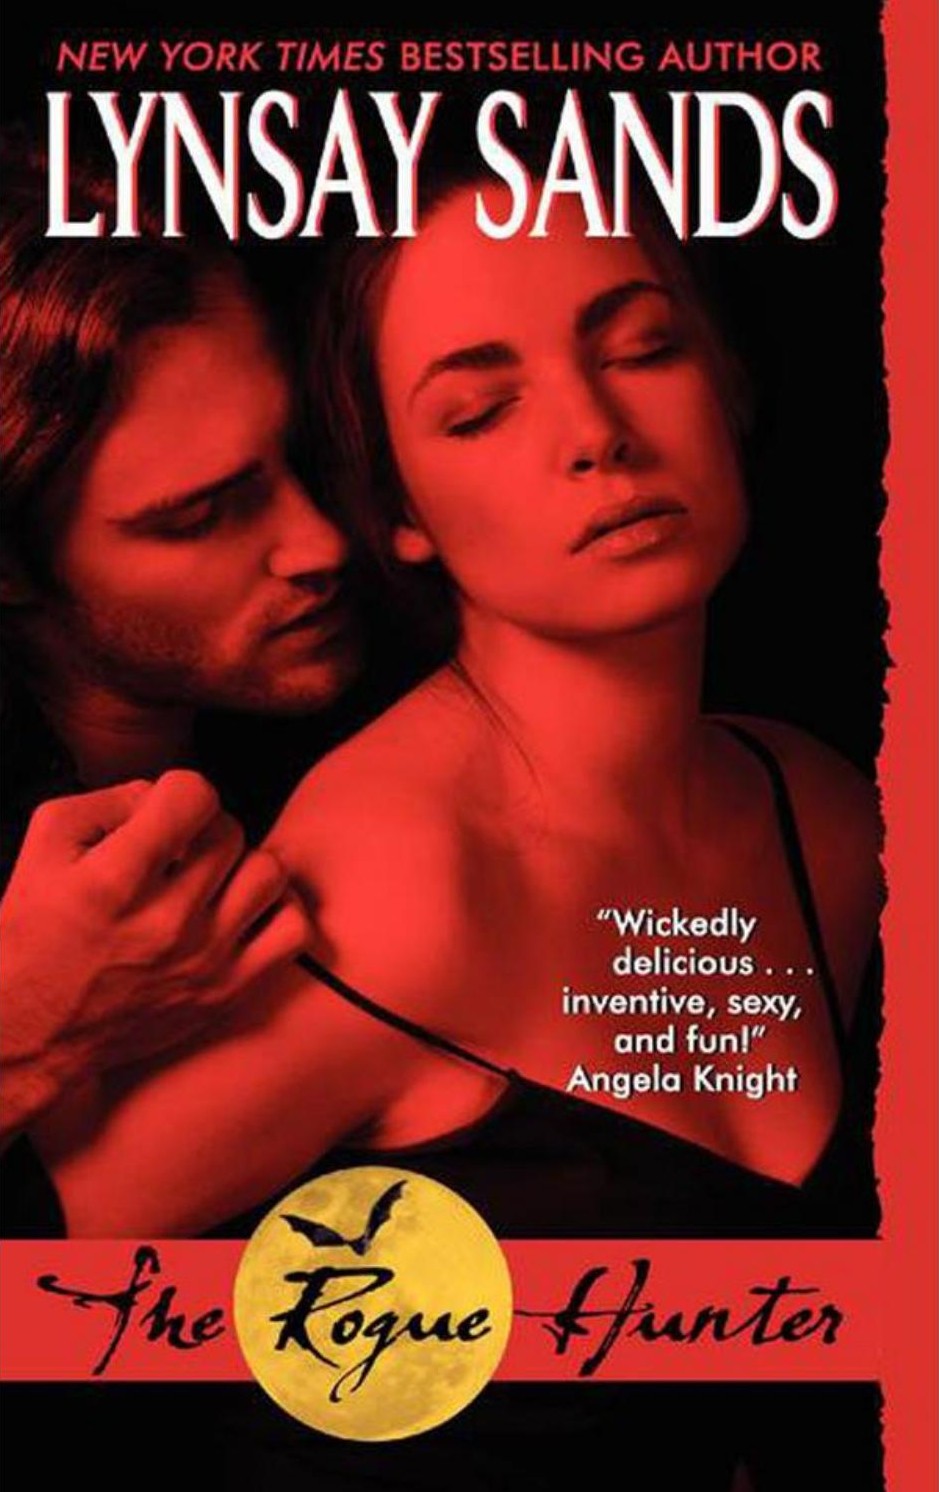 NEW YORK TIMES BESTSELLING AUTHOR
LYNSAY SANDS
“Wickedly
delicious . . .
inventive, sexy,
and fun!”
Angela Knight
The Rogue Hunter